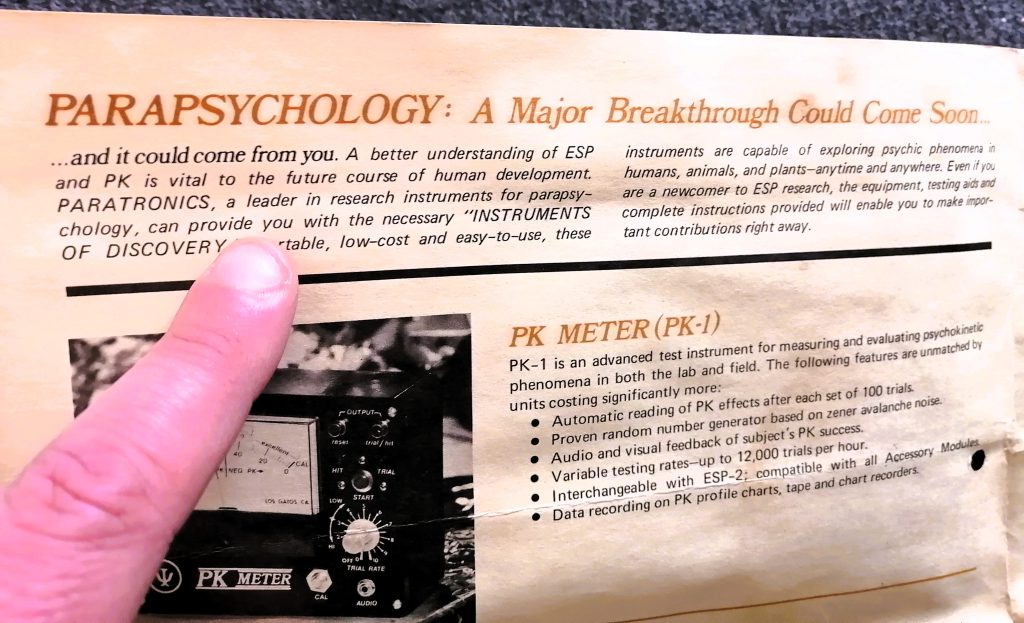 PARAPSYCHOLOGY: A Major Breakthrough Could Come Soon...
...and it could come from you. A better understanding of ESP
and PK is vital to the future course of human development.
PARATRONICS, a leader in research instruments for parapsy–
chology, can provide you with the necessary "INSTRUMENTS
OF DISCOVERY low–cost and easy–to–use, these
instruments are capable of exploring psychic phenomena in
humans, animals, and plants—anytime and anywhere. Even if you
are a newcomer to ESP research, the equipment, testing aids and
complete instructions provided will enable you to make impor-
tant contributions right away.
PK METER (PK-1)
PK–1 is an advanced test instrument for measuring and evaluating psychokinetic
phenomena in both the lab and field. The following features are unmatched by
units costing significantly more:
• Automatic reading of PK effects after each set of 100 trials.
• Proven random number generator based on zener avalanche noise.
• Audio and visual feedback of subject's PK success.
• Variable testing rates—up to 12,000 trials per hour.
• Interchangeable with ESP–2; compatible with all Accessory Modules
• Data recording on PK profile charts, tape and chart recorders.
OUTPUT
reset trial/hit
Excellent
40 20 0 CAL
NEG PK→
LOS GATOS, CA.
HIT TRIAL
START
LOW
HI
OFF 0 10
TRIAL RATE
Ψ PK METER
CAL
AUDIO